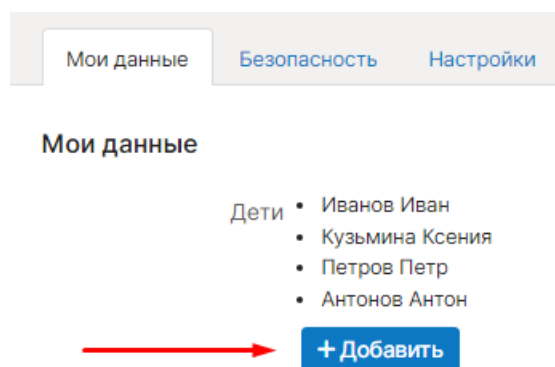 Мои данные Безопасность Настройки
Мои данные
Дети • Иванов Иван
• Кузьмина Ксения
• Петров Петр
• Антонов Антон
+ Добавить